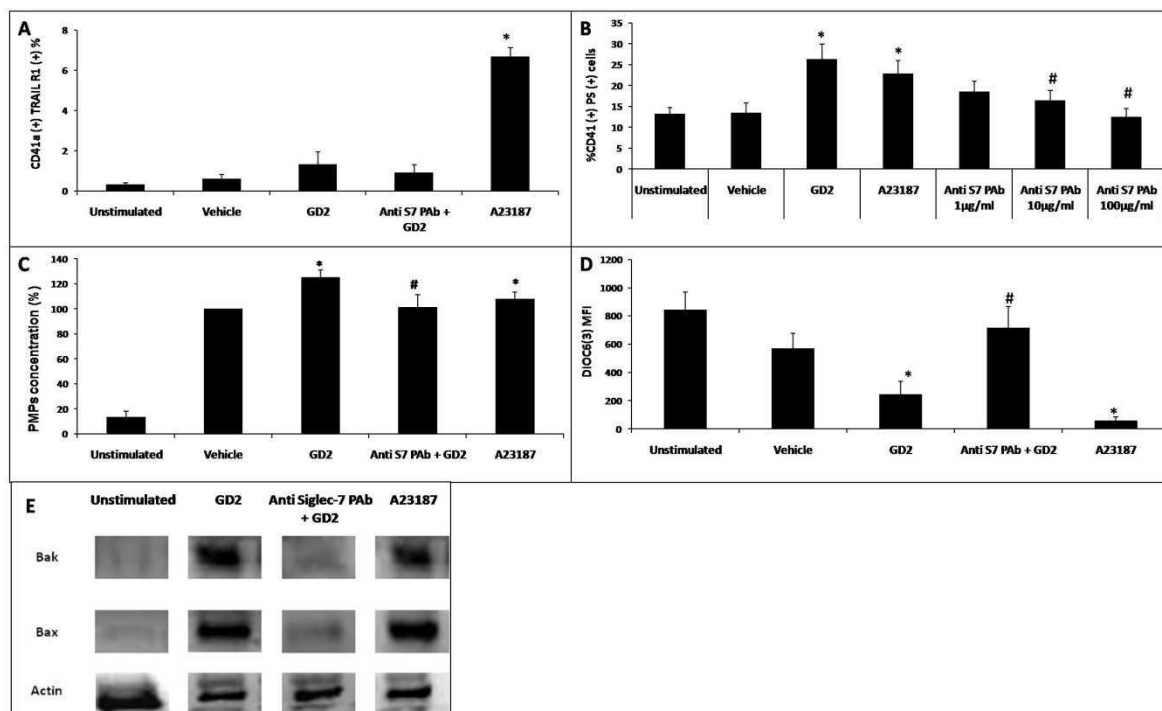 A
CD41a (+) TRAIL R1 (+) %
8
6
4
2
0
*
Unstimulated Vehicle GD2 Anti S7 PAb + GD2 A23187
B
%CD41 (+) PS (+) cells
35
30
25
20
15
10
5
0
* * # #
Unstimulated Vehicle GD2 A23187 Anti S7 PAb 1µg/ml Anti S7 PAb 10µg/ml Anti S7 PAb 100µg/ml
C
PMPs concentration (%)
140
120
100
80
60
40
20
0
* # *
Unstimulated Vehicle GD2 Anti S7 PAb + GD2 A23187
D
DIOC6(3) MFI
1200
1000
800
600
400
200
0
* # *
Unstimulated Vehicle GD2 Anti S7 PAb + GD2 A23187
E
Unstimulated GD2 Anti Siglec-7 PAb + GD2 A23187
Bak
Bax
Actin